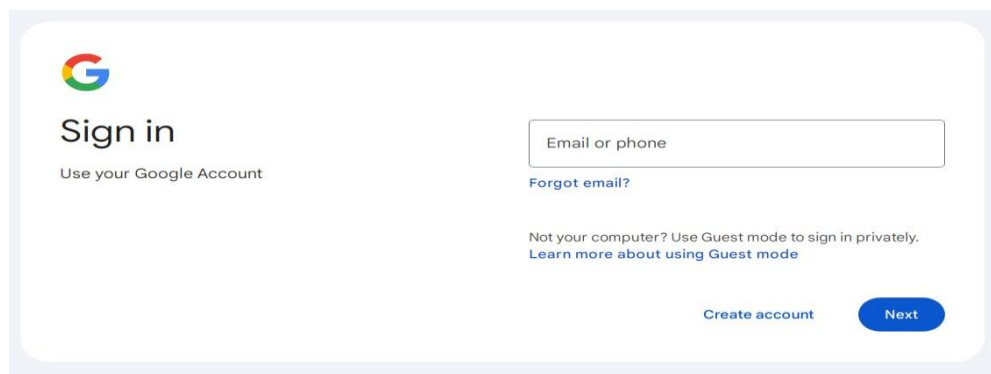 Sign in
Use your Google Account
Email or phone
Forgot email?
Not your computer? Use Guest mode to sign in privately.
Learn more about using Guest mode
Create account
Next